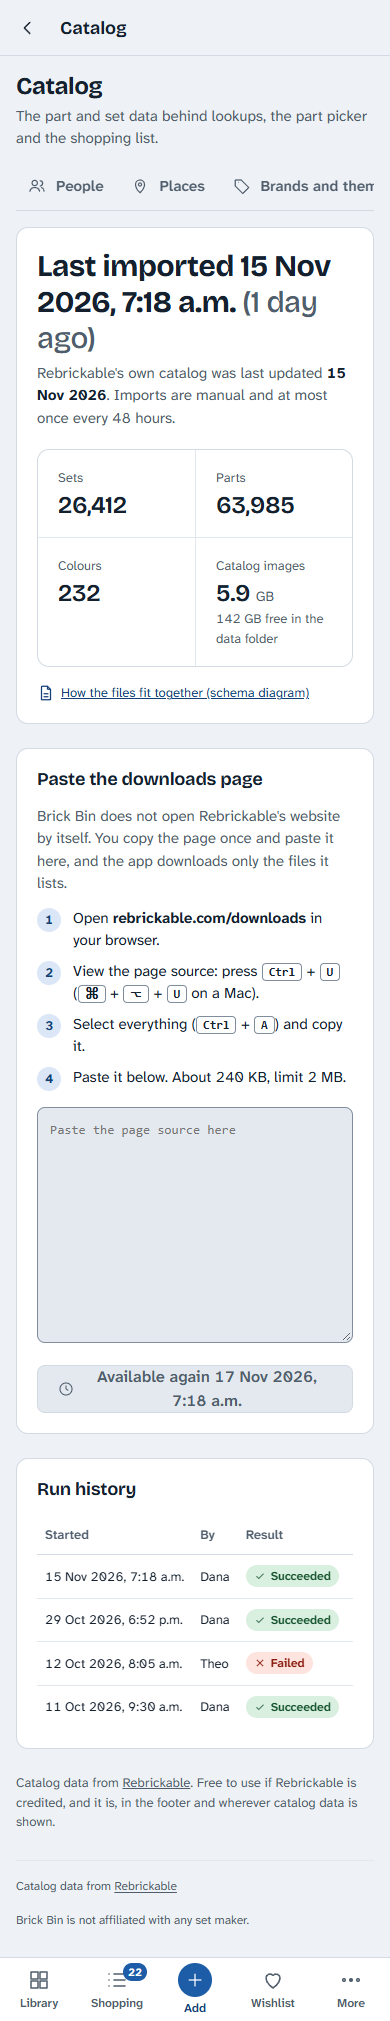 Catalog
Catalog
The part and set data behind lookups, the part picker
and the shopping list.
People
Places
Brands and them
Last imported 15 Nov
2026, 7:18 a.m. (1 day
ago)
Rebrickable's own catalog was last updated 15
Nov 2026. Imports are manual and at most
once every 48 hours.
Sets
26,412
Parts
63,985
Colours
232
Catalog images
5.9 GB
142 GB free in the
data folder
How the files fit together (schema diagram)
Paste the downloads page
Brick Bin does not open Rebrickable's website
by itself. You copy the page once and paste it
here, and the app downloads only the files it
lists.
1 Open rebrickable.com/downloads in
your browser.
2 View the page source: press Ctrl + U
(⌘ + ⌥ + U on a Mac).
3 Select everything (Ctrl + A) and copy
it.
4 Paste it below. About 240 KB, limit 2 MB.
Paste the page source here
Available again 17 Nov 2026,
7:18 a.m.
Run history
Started By Result
15 Nov 2026, 7:18 a.m. Dana Succeeded
29 Oct 2026, 6:52 p.m. Dana Succeeded
12 Oct 2026, 8:05 a.m. Theo Failed
11 Oct 2026, 9:30 a.m. Dana Succeeded
Catalog data from Rebrickable. Free to use if Rebrickable is
credited, and it is, in the footer and wherever catalog data is
shown.
Catalog data from Rebrickable
Brick Bin is not affiliated with any set maker.
22
Library
Shopping
Add
Wishlist
More